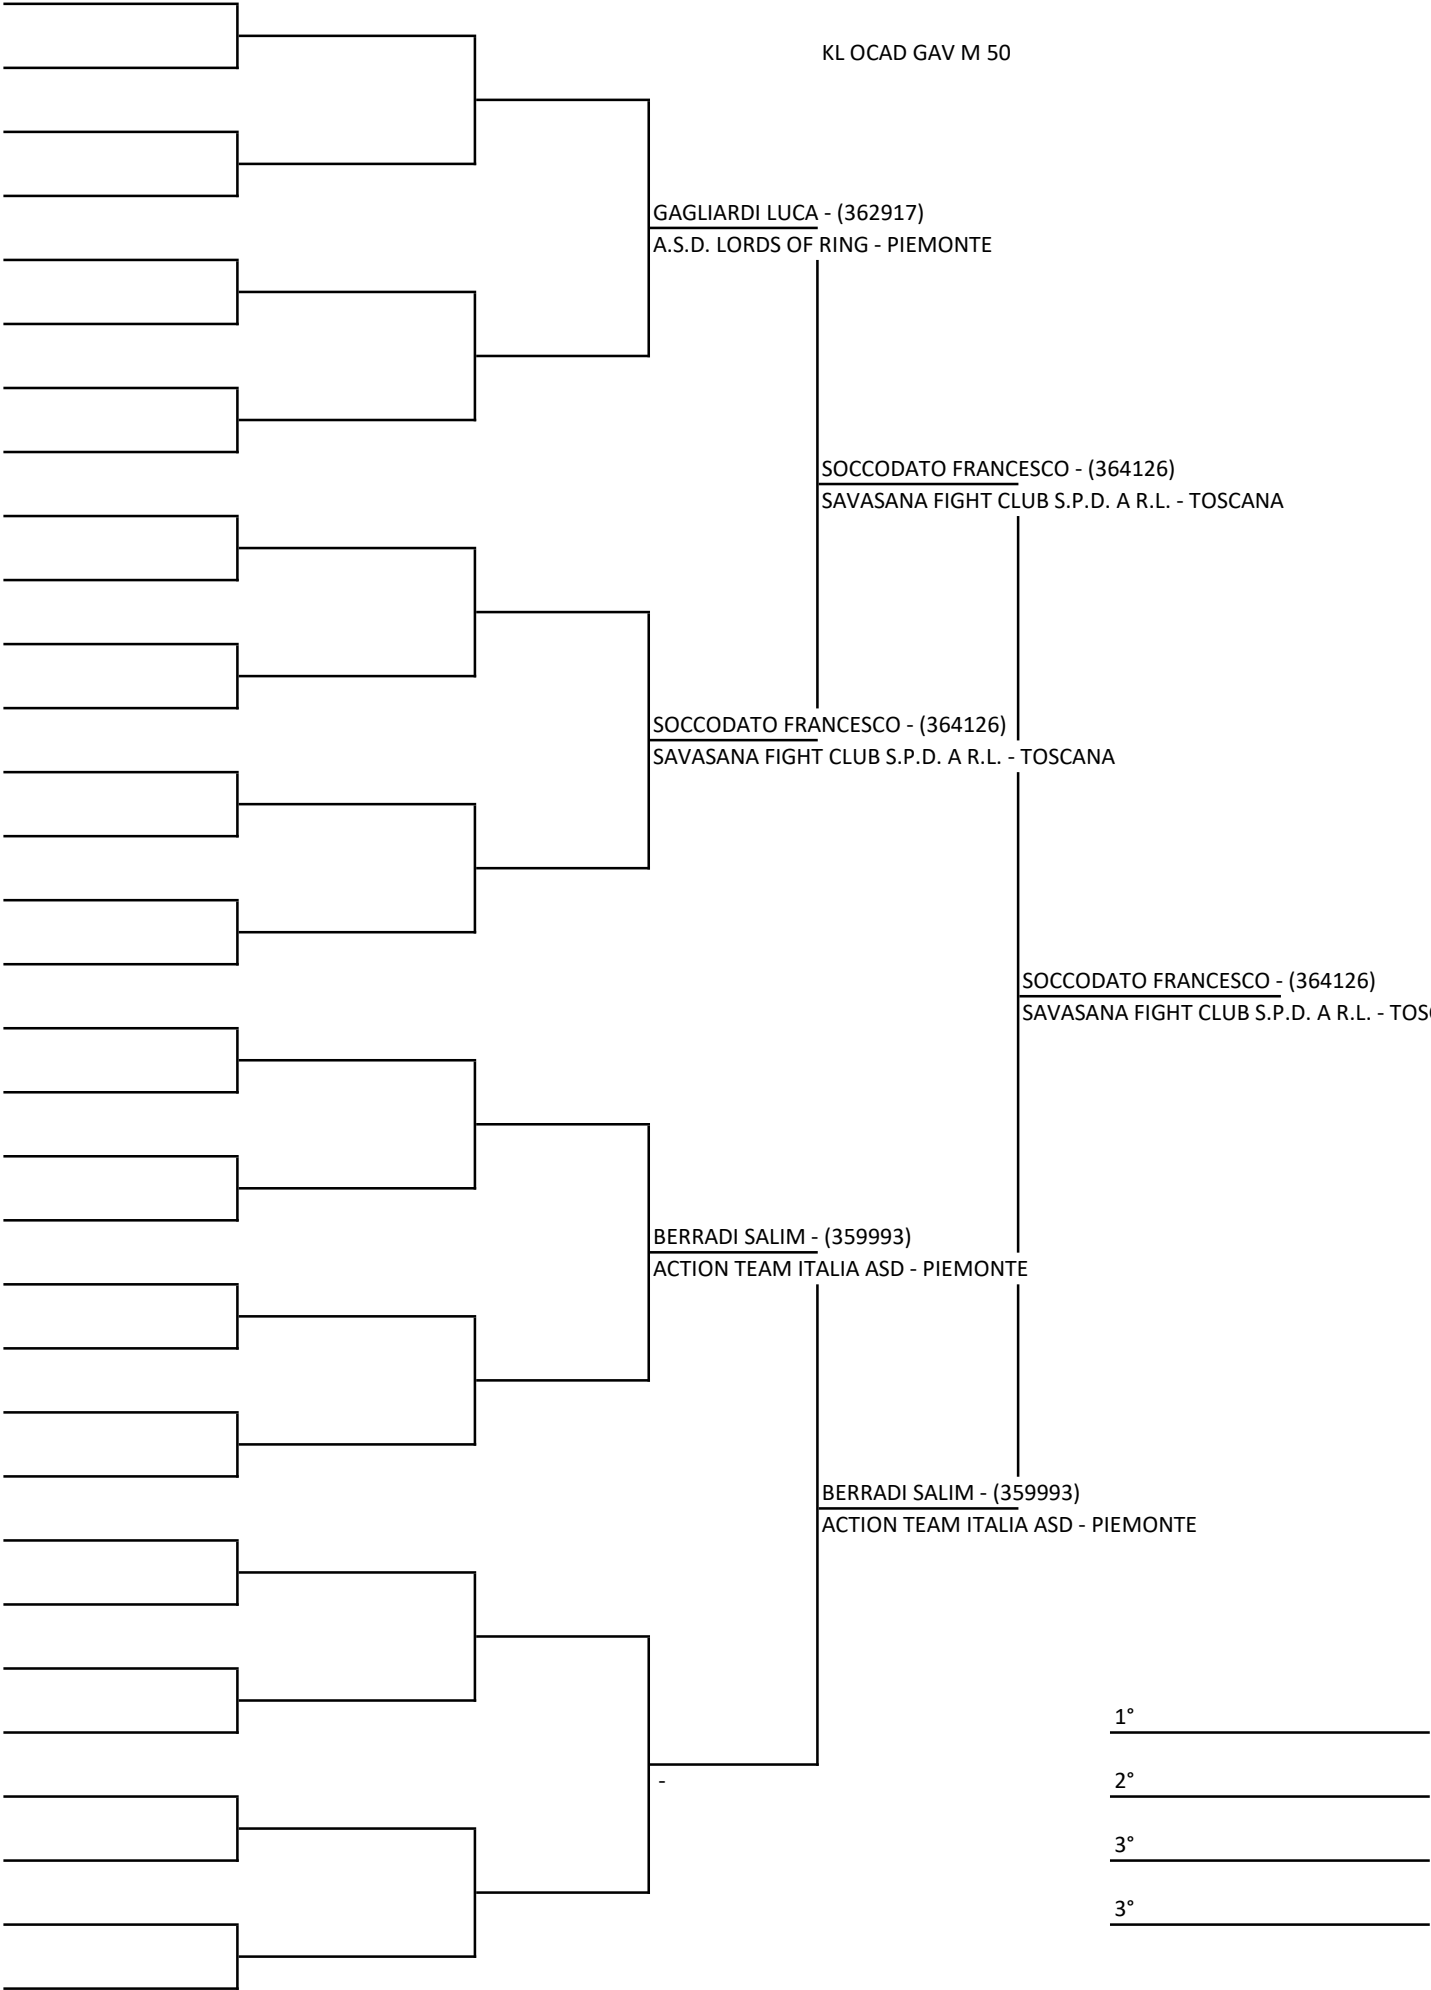 KL OCAD GAV M 50
GAGLIARDI LUCA - (362917)
A.S.D. LORDS OF RING - PIEMONTE
SOCCODATO FRANCESCO - (364126)
SAVASANA FIGHT CLUB S.P.D. A R.L. - TOSCANA
SOCCODATO FRANCESCO - (364126)
SAVASANA FIGHT CLUB S.P.D. A R.L. - TOSCANA
SOCCODATO FRANCESCO - (364126)
SAVASANA FIGHT CLUB S.P.D. A R.L. - TOS
BERRADI SALIM - (359993)
ACTION TEAM ITALIA ASD - PIEMONTE
BERRADI SALIM - (359993)
ACTION TEAM ITALIA ASD - PIEMONTE
1°
-
2°
3°
3°